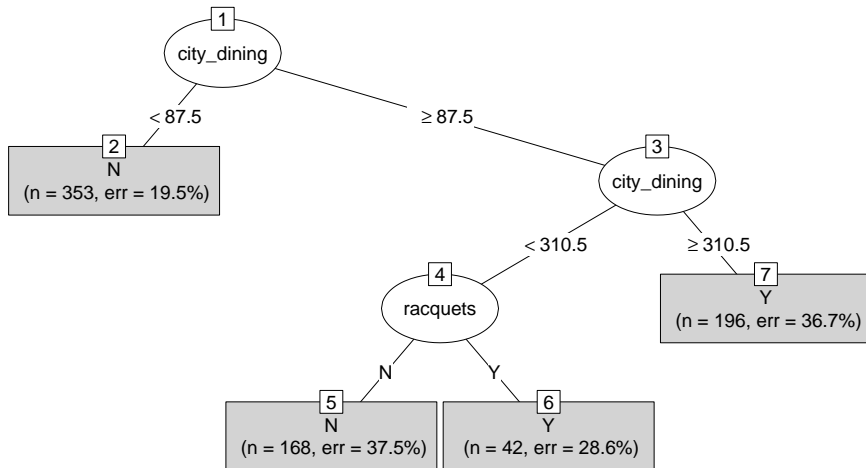 1
city_dining
< 87.5
≥ 87.5
2
N
(n = 353, err = 19.5%)
3
city_dining
< 310.5
≥ 310.5
4
racquets
7
Y
(n = 196, err = 36.7%)
N
Y
5
N
(n = 168, err = 37.5%)
6
Y
(n = 42, err = 28.6%)